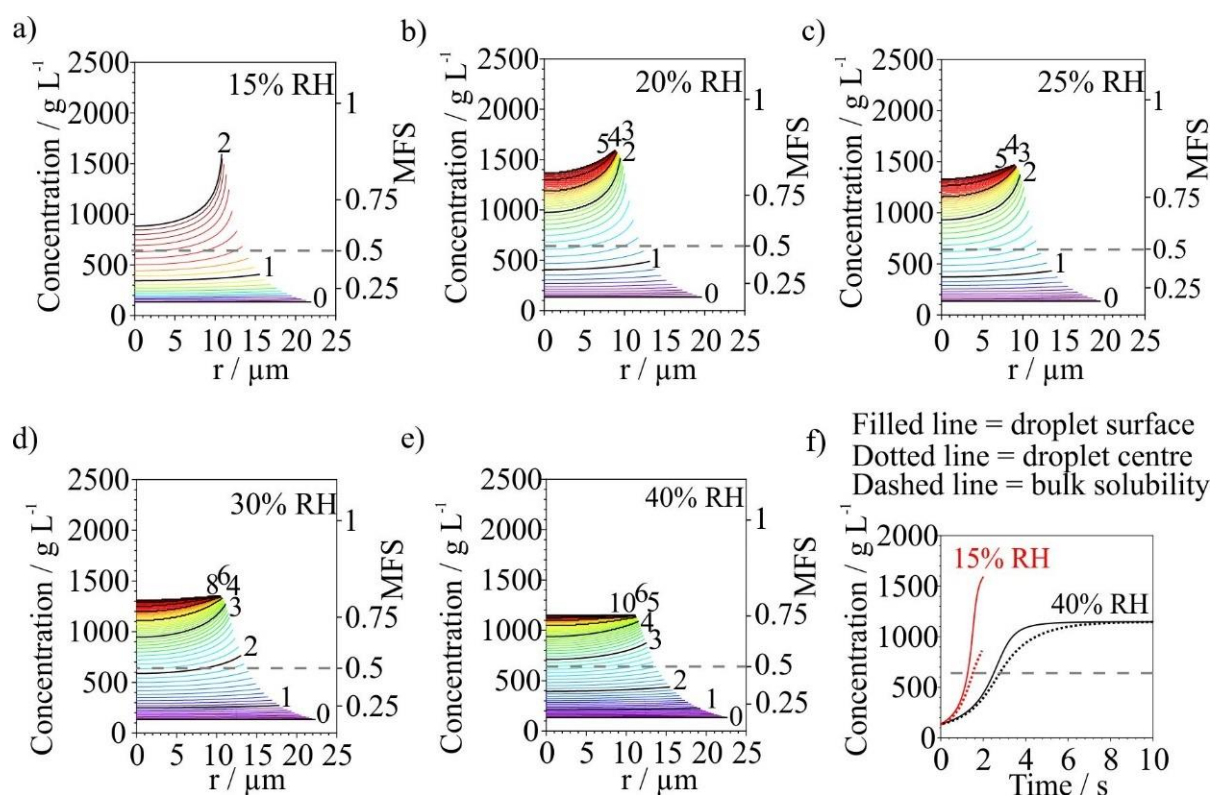 a)
15% RH
Concentration / g L-1
2500
2000
1500
1000
500
0
0 5 10 15 20 25
r / µm
MFS
1
0.75
0.5
0.25
2
1
0
b)
20% RH
Concentration / g L-1
2500
2000
1500
1000
500
0
0 5 10 15 20 25
r / µm
MFS
1
0.75
0.5
0.25
5 4 3
2
1
0
c)
25% RH
Concentration / g L-1
2500
2000
1500
1000
500
0
0 5 10 15 20 25
r / µm
MFS
1
0.75
0.5
0.25
5 4 3
2
1
0
d)
30% RH
Concentration / g L-1
2500
2000
1500
1000
500
0
0 5 10 15 20 25
r / µm
MFS
1
0.75
0.5
0.25
8 6 4
3
2
1
0
e)
40% RH
Concentration / g L-1
2500
2000
1500
1000
500
0
0 5 10 15 20 25
r / µm
MFS
1
0.75
0.5
0.25
10 6 5
4
3
2
1
0
f)
Filled line = droplet surface
Dotted line = droplet centre
Dashed line = bulk solubility
Concentration / g L-1
2000
1500
1000
500
0
15% RH
40% RH
0 2 4 6 8 10
Time / s